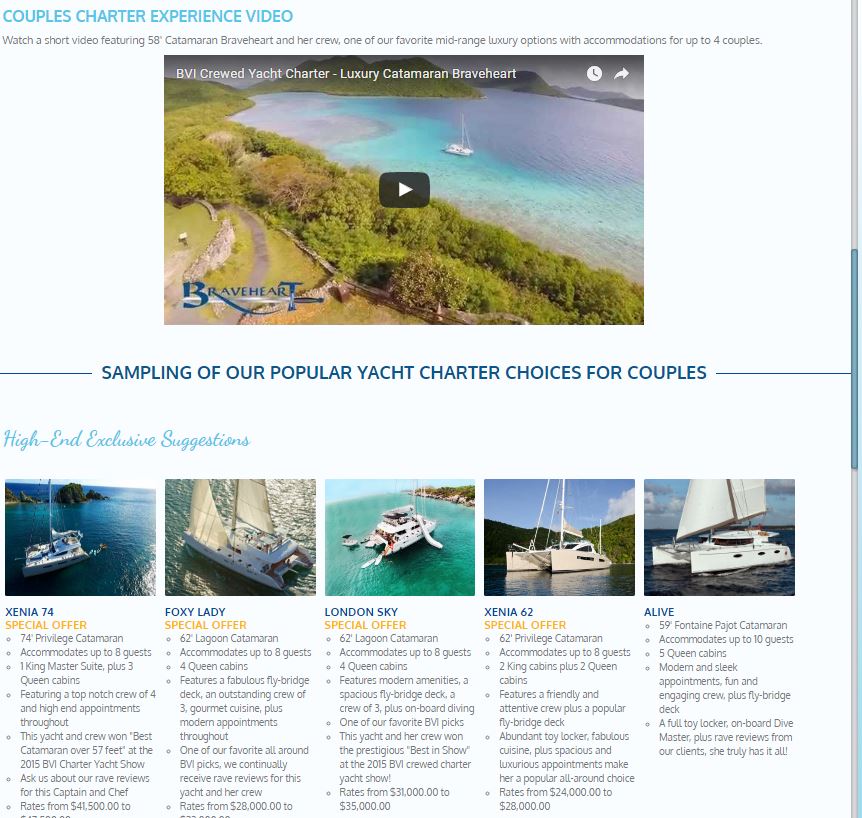 COUPLES CHARTER EXPERIENCE VIDEO
Watch a short video featuring 58' Catamaran Braveheart and her crew, one of our favorite mid-range luxury options with accommodations for up to 4 couples.
BVI Crewed Yacht Charter - Luxury Catamaran Braveheart
BRAVEHEART
SAMPLING OF OUR POPULAR YACHT CHARTER CHOICES FOR COUPLES
High-End Exclusive Suggestions
XENIA 74
SPECIAL OFFER
74' Privilege Catamaran
Accommodates up to 8 guests
1 King Master Suite, plus 3
Queen cabins
Featuring a top notch crew of 4
and high end appointments
throughout
This yacht and crew won "Best
Catamaran over 57 feet" at the
2015 BVI Charter Yacht Show
Ask us about our rave reviews
for this Captain and Chef
Rates from $41,500.00 to
FOXY LADY
SPECIAL OFFER
62' Lagoon Catamaran
Accommodates up to 8 guests
4 Queen cabins
Features a fabulous fly-bridge
deck, an outstanding crew of
3, gourmet cuisine, plus
modern appointments
throughout
One of our favorite all around
BVI picks, we continually
receive rave reviews for this
yacht and her crew
Rates from $28,000.00 to
LONDON SKY
SPECIAL OFFER
62' Lagoon Catamaran
Accommodates up to 8 guests
4 Queen cabins
Features modern amenities, a
spacious fly-bridge deck, a
crew of 3, plus on-board diving
One of our favorite BVI picks
This yacht and her crew won
the prestigious "Best in Show"
at the 2015 BVI crewed charter
yacht show!
Rates from $31,000.00 to
$35,000.00
XENIA 62
SPECIAL OFFER
62' Privilege Catamaran
Accommodates up to 8 guests
2 King cabins plus 2 Queen
cabins
Features a friendly and
attentive crew plus a popular
fly-bridge deck
Abundant toy locker, fabulous
cuisine, plus spacious and
luxurious appointments make
her a popular all-around choice
Rates from $24,000.00 to
$28,000.00
ALIVE
59' Fontaine Pajot Catamaran
Accommodates up to 10 guests
5 Queen cabins
Modern and sleek
appointments, fun and
engaging crew, plus fly-bridge
deck
A full toy locker, on-board Dive
Master, plus rave reviews from
our clients, she truly has it all!